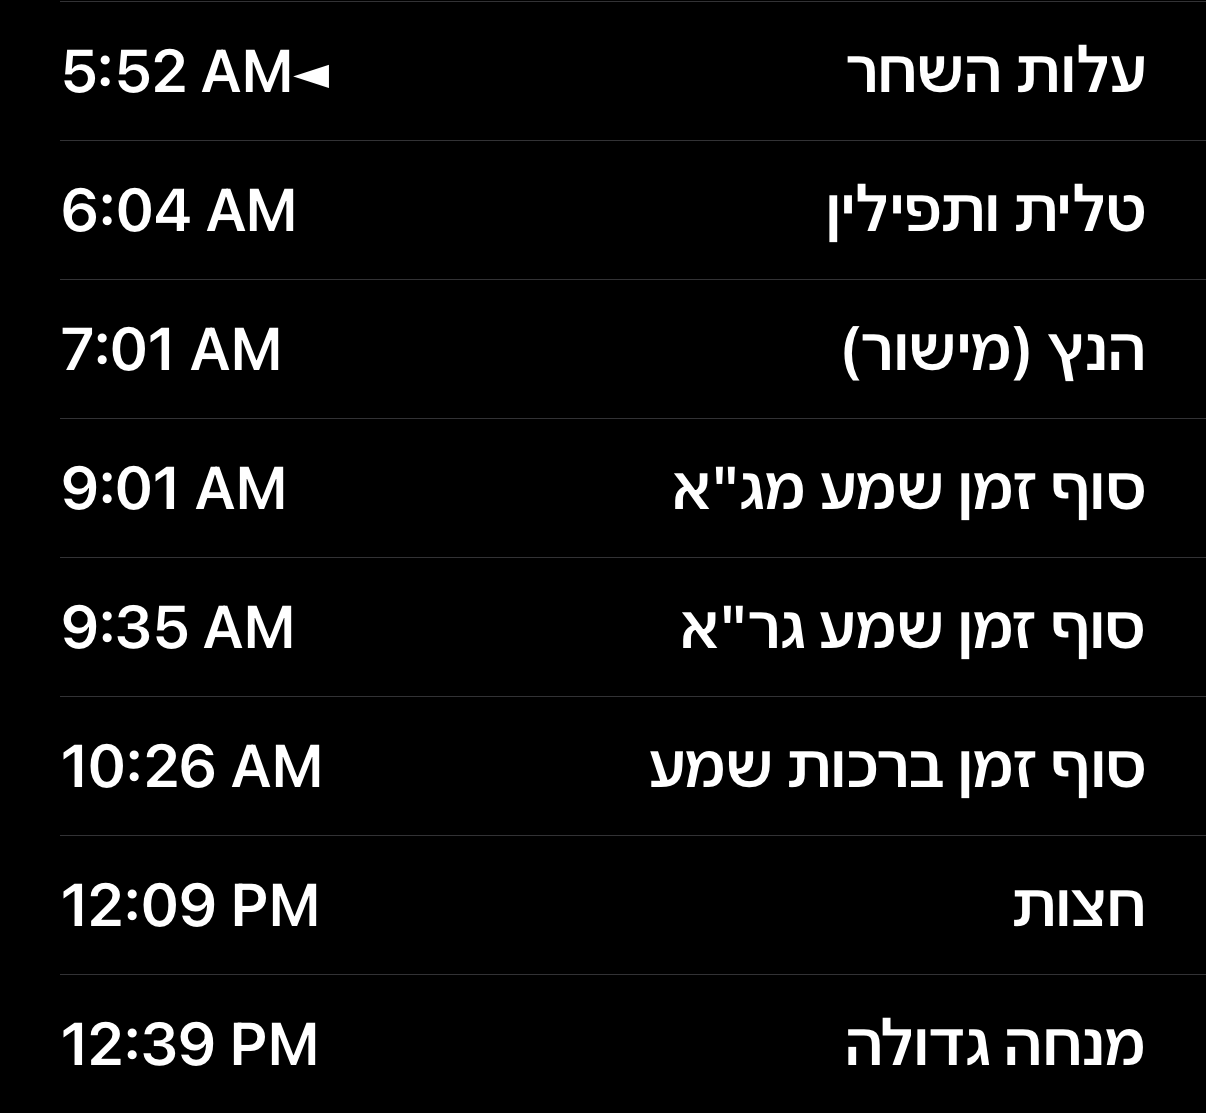 עלות השחר 5:52 AM◄
טלית ותפילין 6:04 AM
הנץ (מישור) 7:01 AM
סוף זמן שמע מג"א 9:01 AM
סוף זמן שמע גר"א 9:35 AM
סוף זמן ברכות שמע 10:26 AM
חצות 12:09 PM
מנחה גדולה 12:39 PM